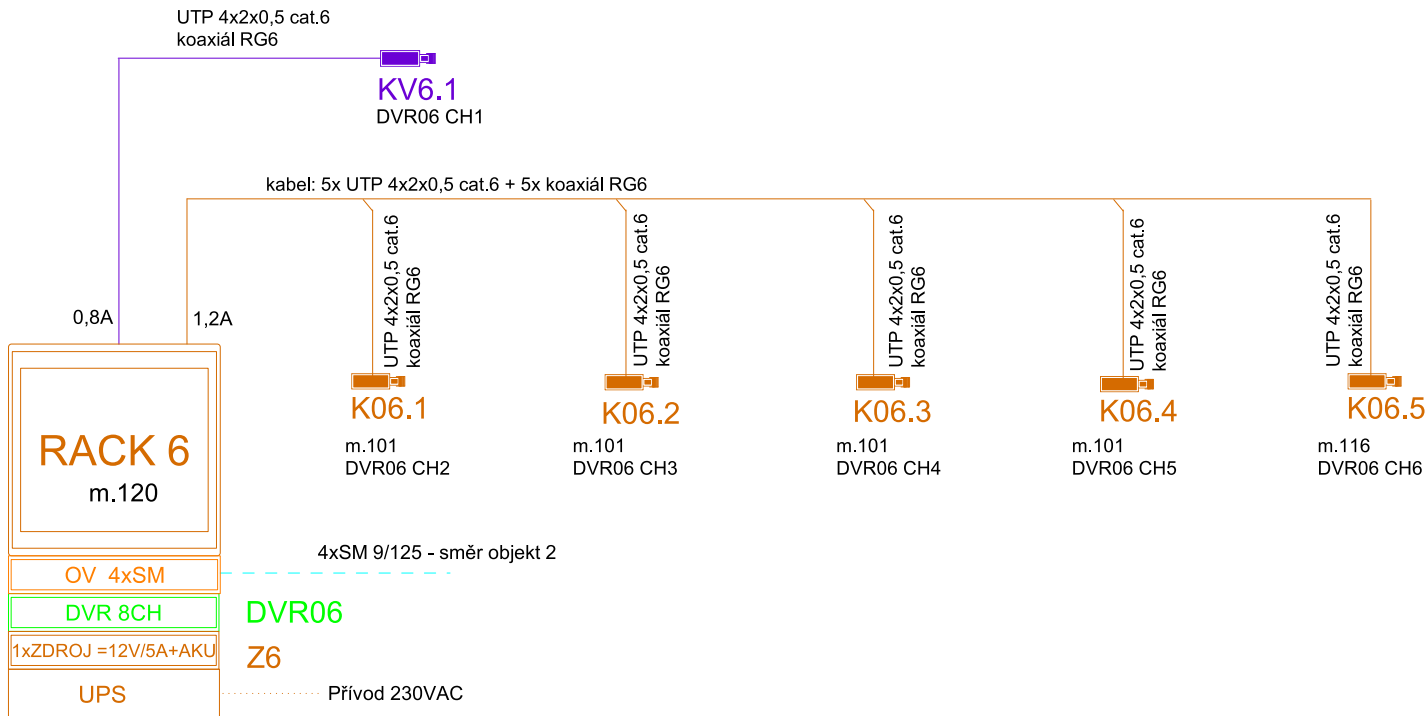 UTP 4x2x0,5 cat.6
koaxiál RG6
KV6.1
DVR06 CH1
kabel: 5x UTP 4x2x0,5 cat.6 + 5x koaxiál RG6
0,8A
1,2A
UTP 4x2x0,5 cat.6
koaxiál RG6
UTP 4x2x0,5 cat.6
koaxiál RG6
UTP 4x2x0,5 cat.6
koaxiál RG6
UTP 4x2x0,5 cat.6
koaxiál RG6
UTP 4x2x0,5 cat.6
koaxiál RG6
K06.1
m.101
DVR06 CH2
K06.2
m.101
DVR06 CH3
K06.3
m.101
DVR06 CH4
K06.4
m.101
DVR06 CH5
K06.5
m.116
DVR06 CH6
RACK 6
m.120
4xSM 9/125 - směr objekt 2
OV 4xSM
DVR 8CH
DVR06
1xZDROJ =12V/5A+AKU
Z6
UPS
Přívod 230VAC